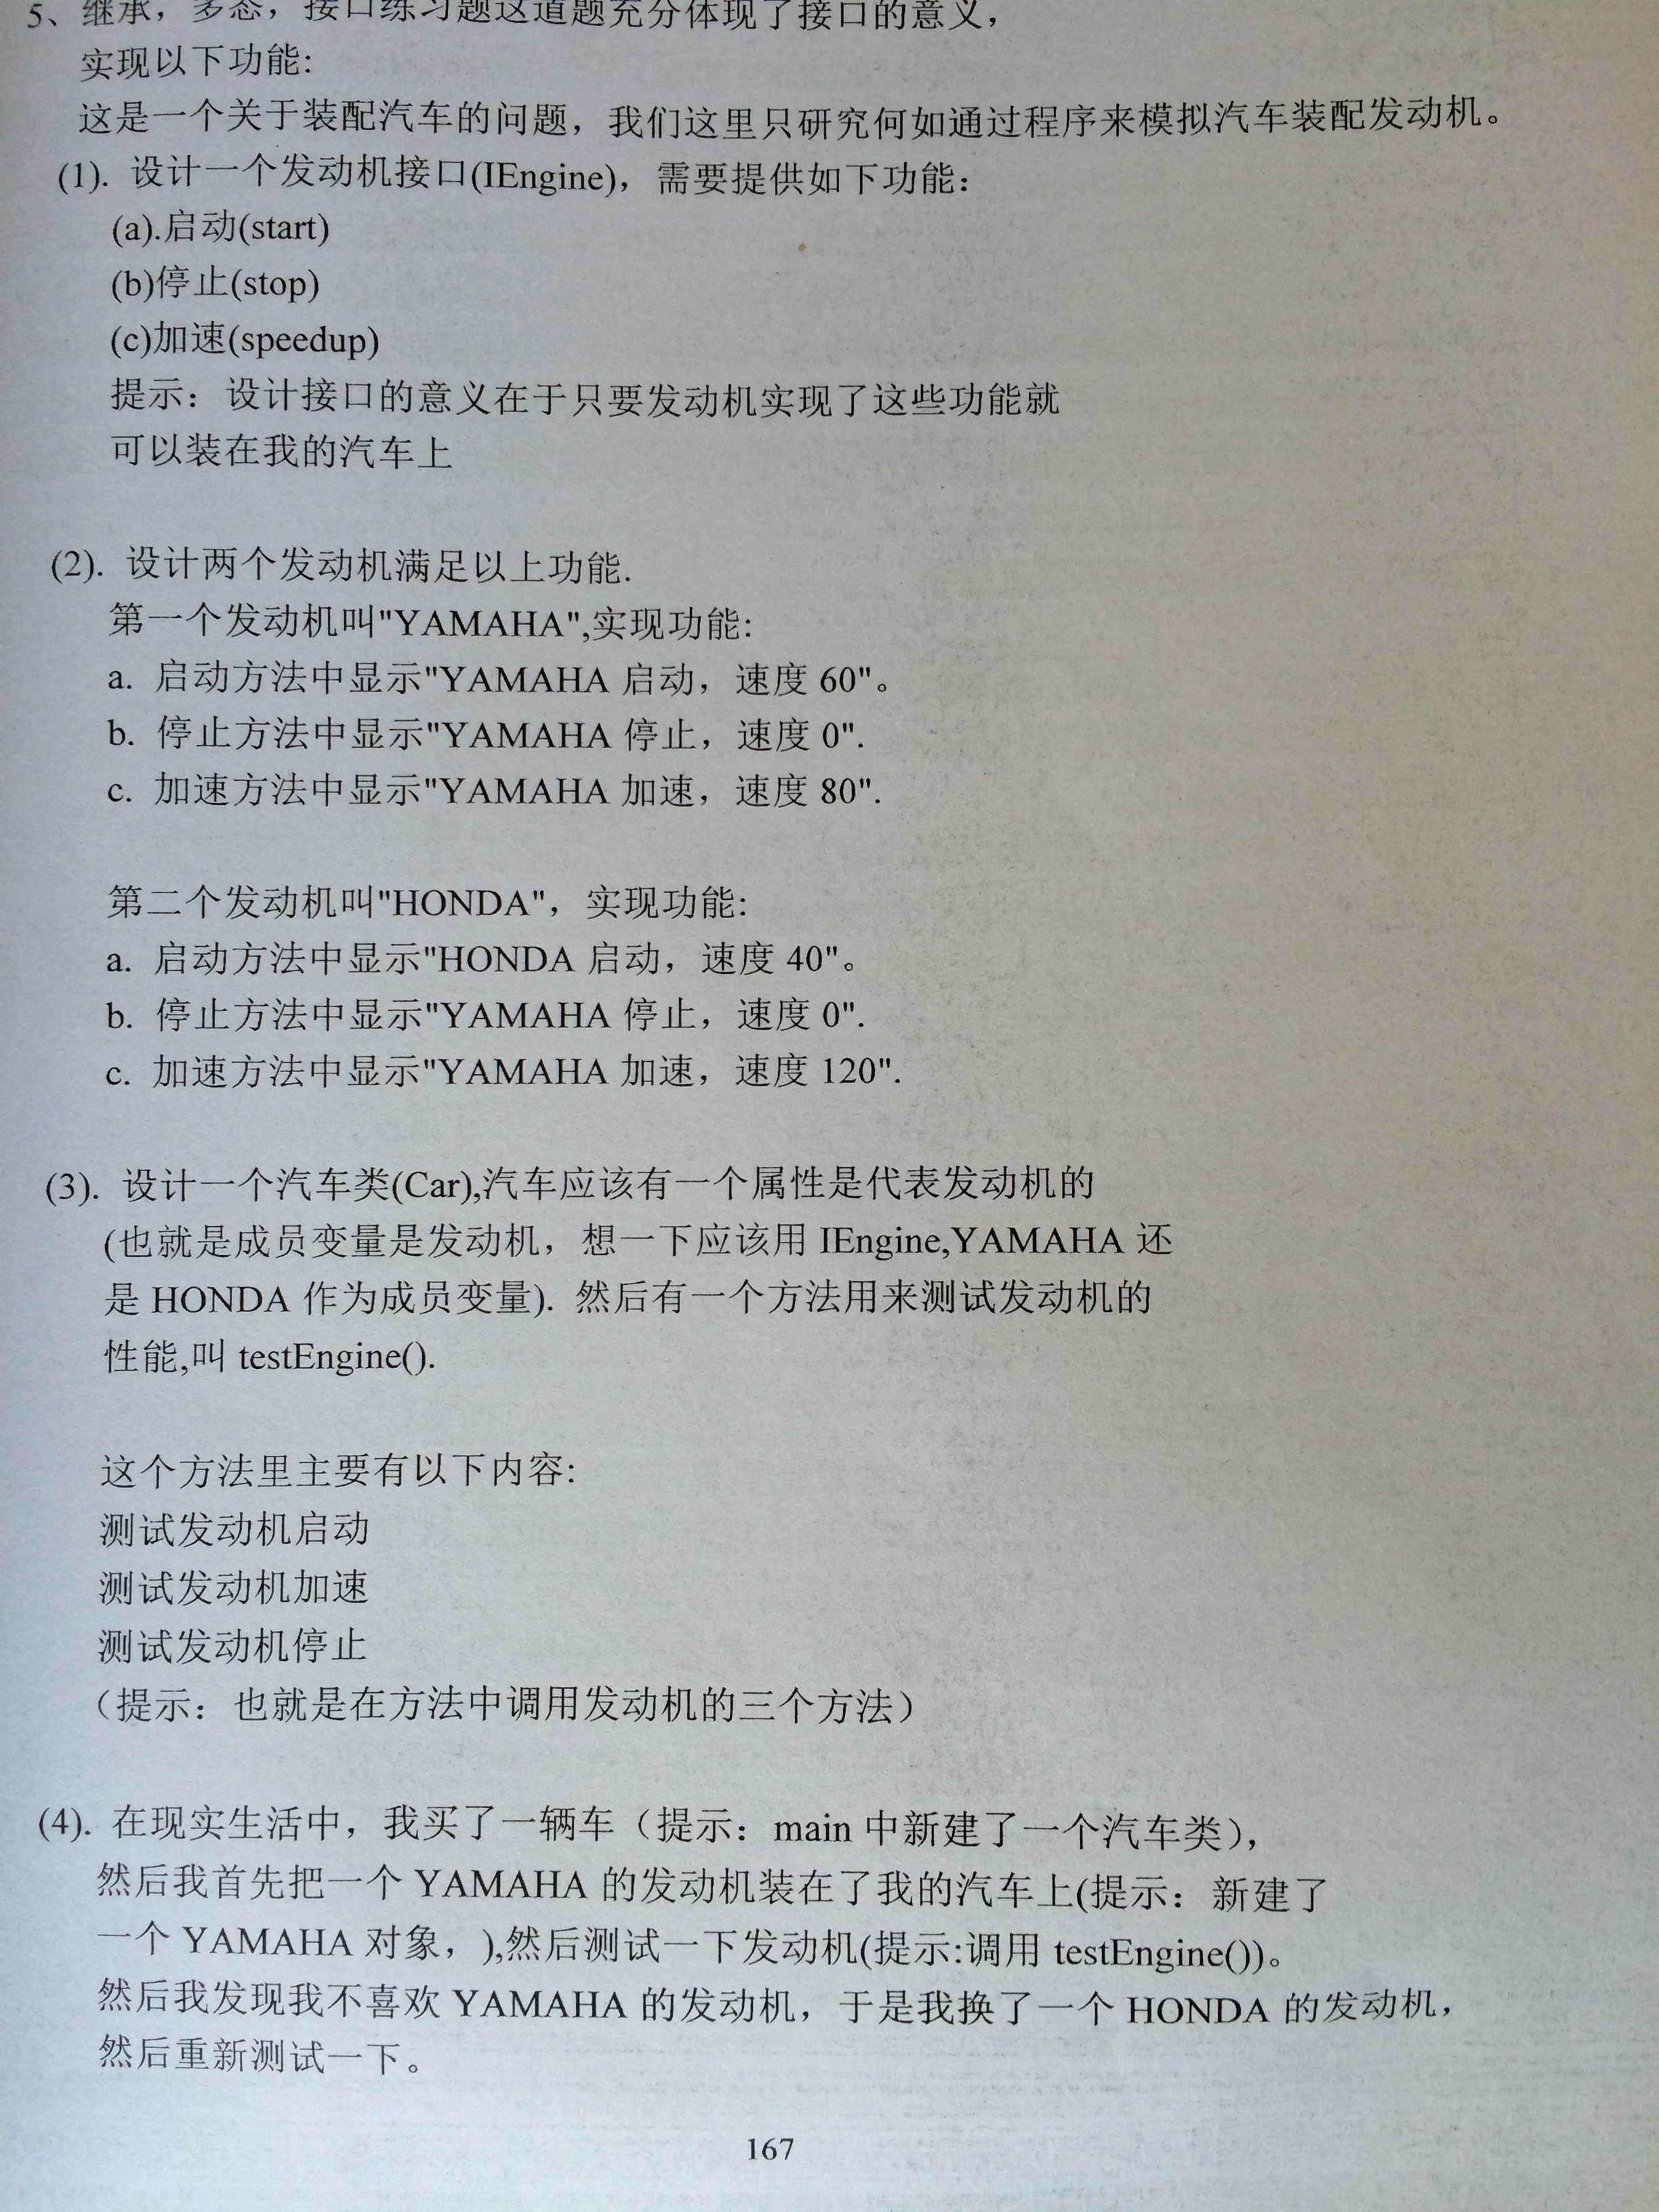 5、继承，多态，接口练习题这道题充分体现了接口的意义，
实现以下功能:
这是一个关于装配汽车的问题，我们这里只研究何如通过程序来模拟汽车装配发动机。
(1). 设计一个发动机接口(IEngine)，需要提供如下功能：
(a).启动(start)
(b)停止(stop)
(c)加速(speedup)
提示：设计接口的意义在于只要发动机实现了这些功能就
可以装在我的汽车上
(2). 设计两个发动机满足以上功能.
第一个发动机叫"YAMAHA",实现功能:
a. 启动方法中显示"YAMAHA 启动，速度 60"。
b. 停止方法中显示"YAMAHA 停止，速度 0".
c. 加速方法中显示"YAMAHA 加速，速度 80".
第二个发动机叫"HONDA"，实现功能:
a. 启动方法中显示"HONDA 启动，速度 40"。
b. 停止方法中显示"YAMAHA 停止，速度 0".
c. 加速方法中显示"YAMAHA 加速，速度 120".
(3). 设计一个汽车类(Car),汽车应该有一个属性是代表发动机的
(也就是成员变量是发动机，想一下应该用 IEngine,YAMAHA 还
是 HONDA 作为成员变量). 然后有一个方法用来测试发动机的
性能,叫 testEngine().
这个方法里主要有以下内容:
测试发动机启动
测试发动机加速
测试发动机停止
（提示：也就是在方法中调用发动机的三个方法）
(4). 在现实生活中，我买了一辆车（提示：main 中新建了一个汽车类），
然后我首先把一个 YAMAHA 的发动机装在了我的汽车上(提示：新建了
一个 YAMAHA 对象，),然后测试一下发动机(提示:调用 testEngine())。
然后我发现我不喜欢 YAMAHA 的发动机，于是我换了一个 HONDA 的发动机，
然后重新测试一下。
167